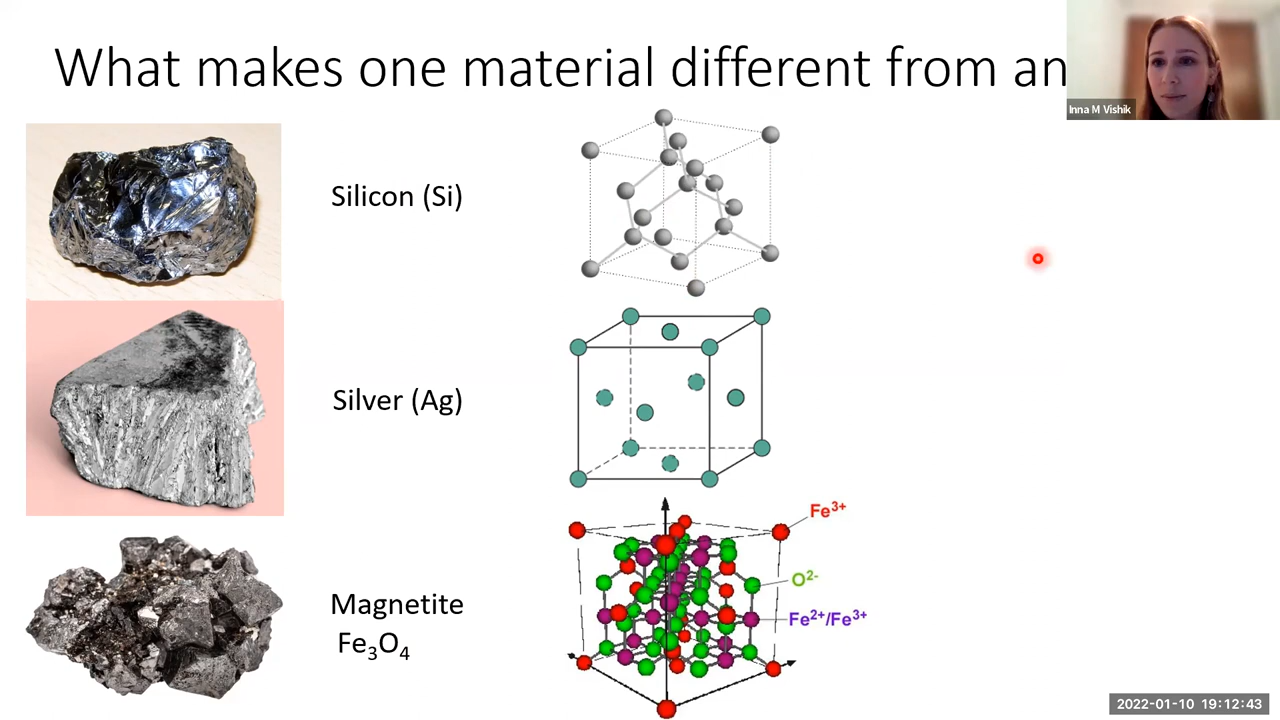 What makes one material different from an
Inna M Vishik
Silicon (Si)
Silver (Ag)
Fe³⁺
O²⁻
Fe²⁺/Fe³⁺
Magnetite
Fe₃O₄
2022-01-10 19:12:43